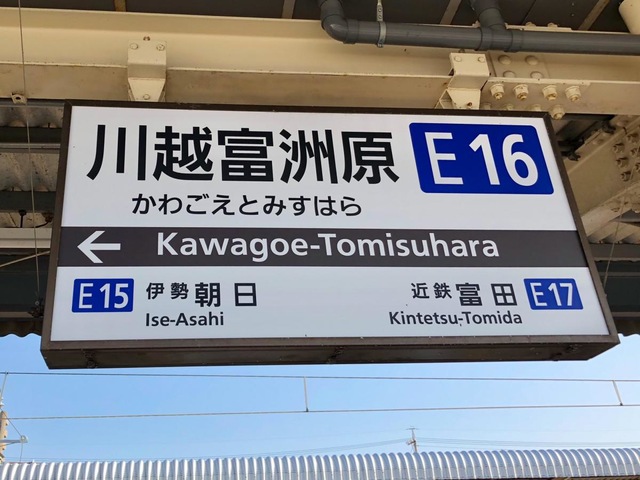 川越富洲原 E16
かわごえとみすはら
← Kawagoe-Tomisuhara
E15 伊勢朝日 近鉄富田 E17
Ise-Asahi Kintetsu-Tomida